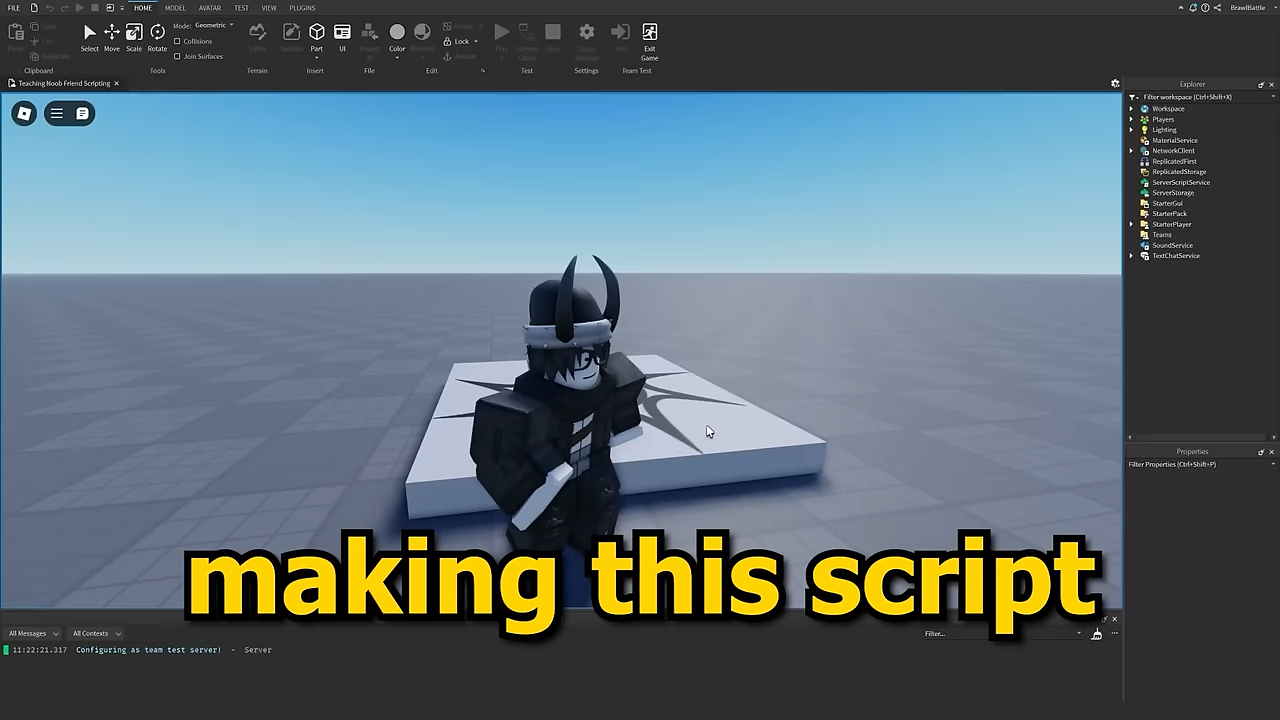 FILE
HOME MODEL AVATAR TEST VIEW PLUGINS
BrawlBattle
Select Move Scale Rotate
Mode: Geometric
Collisions
Join Surfaces
Part UI
Color
Lock
Exit Game
Clipboard Tools Terrain Insert File Edit Test Settings Team Test
Teaching Noob Friend Scripting
Explorer
Filter workspace (Ctrl+Shift+X)
Workspace
Players
Lighting
MaterialService
NetworkClient
ReplicatedFirst
ReplicatedStorage
ServerScriptService
ServerStorage
StarterGui
StarterPack
StarterPlayer
Teams
SoundService
TextChatService
Properties
Filter Properties (Ctrl+Shift+P)
making this script
All Messages All Contexts Filter...
11:22:21.317 Configuring as team test server! - Server